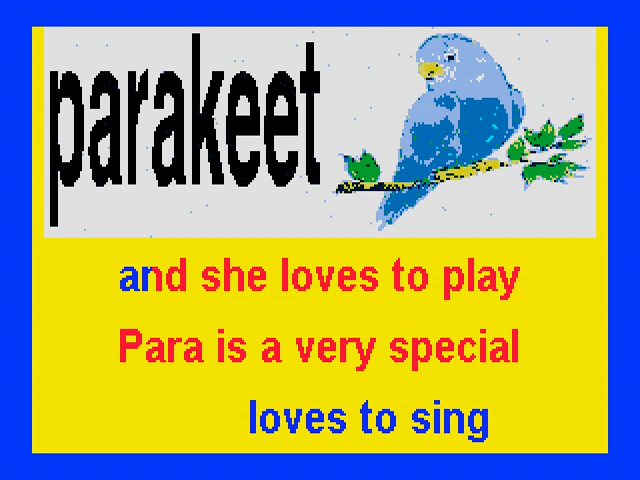 parakeet
and she loves to play
Para is a very special
loves to sing